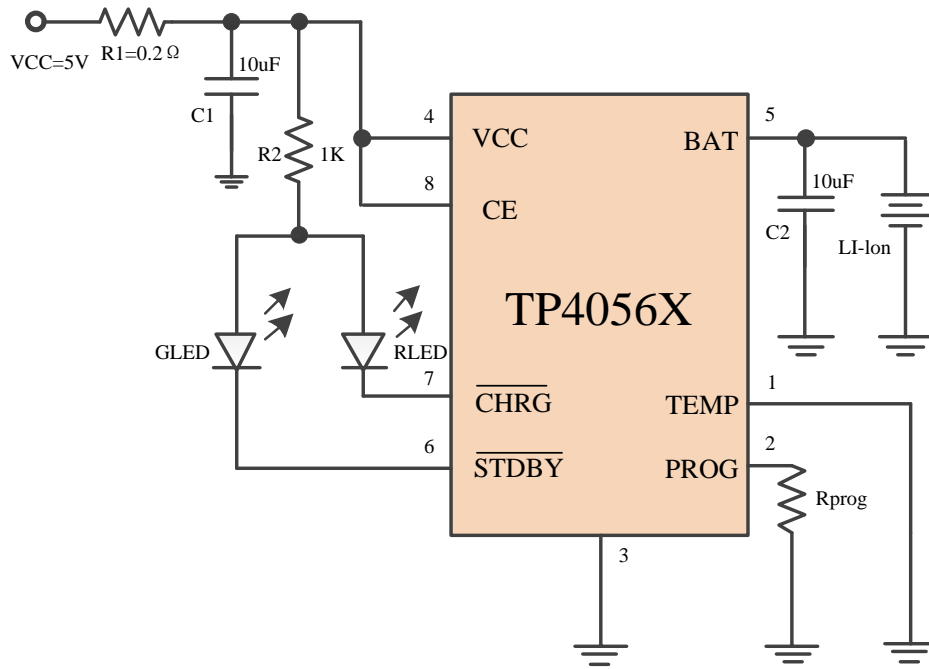 VCC=5V
R1=0.2Ω
10uF
C1
R2
1K
4
VCC
8
CE
TP4056X
GLED
RLED
7
CHRG
6
STDBY
5
BAT
10uF
C2
LI-lon
1
TEMP
2
PROG
Rprog
3